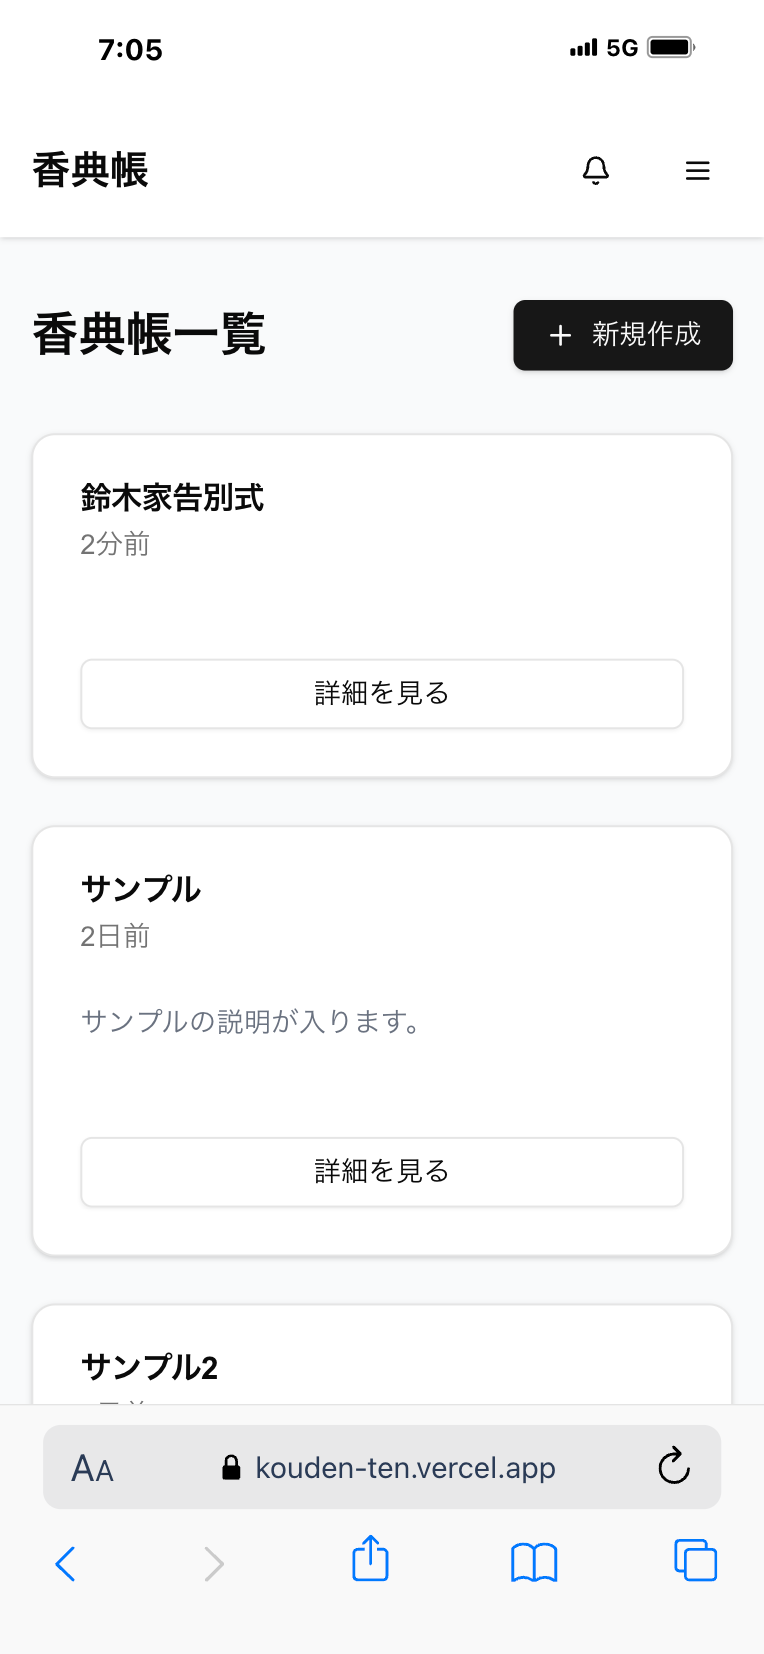 7:05
5G
香典帳
香典帳一覧
+ 新規作成
鈴木家告別式
2分前
詳細を見る
サンプル
2日前
サンプルの説明が入ります。
詳細を見る
サンプル2
AA
kouden-ten.vercel.app